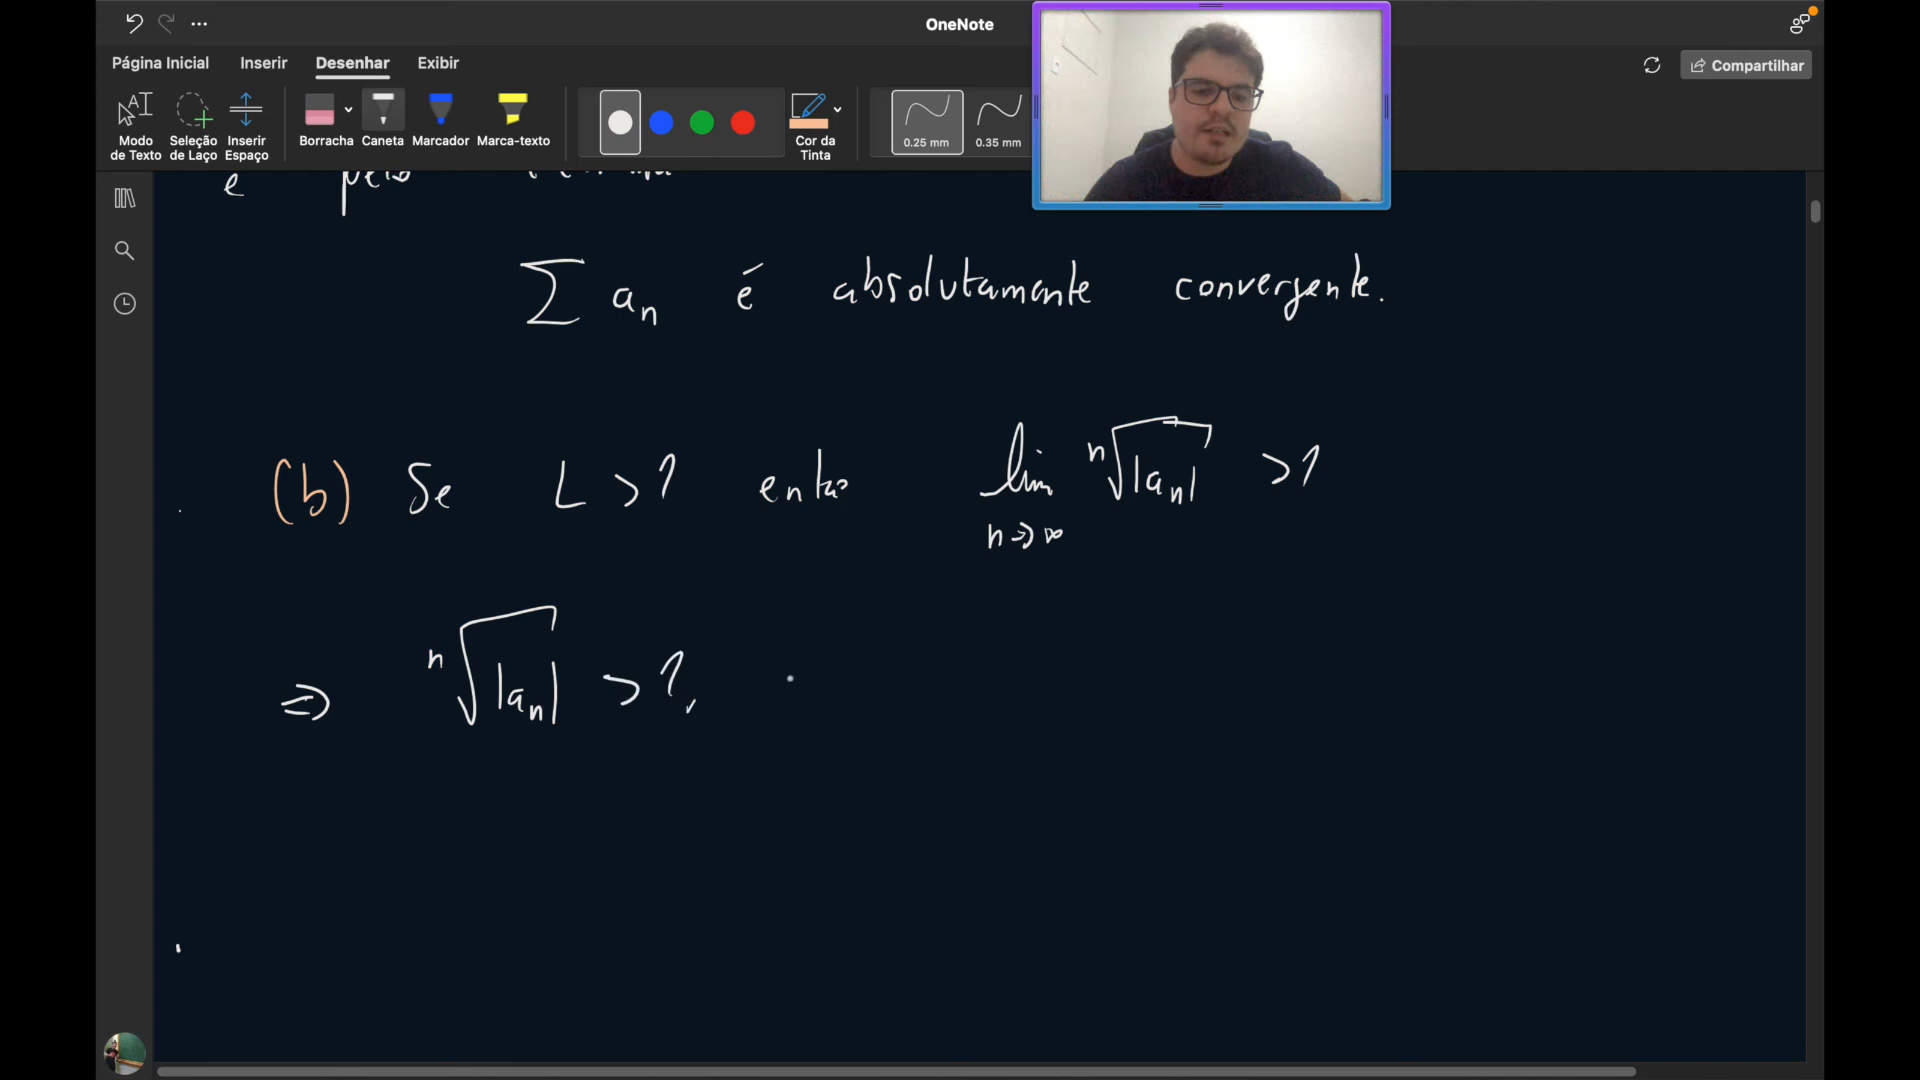 OneNote
Página Inicial Inserir Desenhar Exibir
Compartilhar
Modo de Texto Seleção de Laço Inserir Espaço Borracha Caneta Marcador Marca-texto Cor da Tinta 0.25 mm 0.35 mm
e pelo
∑ aₙ é absolutamente convergente.
(b) Se L > 1 então lim ⁿ√|aₙ| > 1
n → ∞
⇒ ⁿ√|aₙ| > 1,